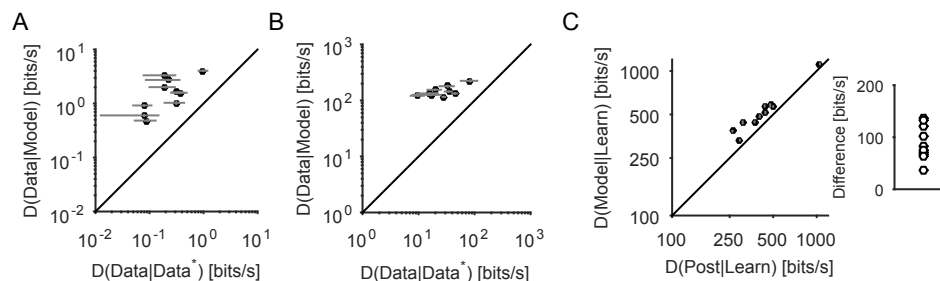 A
D(Data|Model) [bits/s]
10^1
10^0
10^-1
10^-2
10^-2 10^-1 10^0 10^1
D(Data|Data*) [bits/s]
B
D(Data|Model) [bits/s]
10^3
10^2
10^1
10^0
10^0 10^1 10^2 10^3
D(Data|Data*) [bits/s]
C
D(Model|Learn) [bits/s]
1000
500
250
100
100 250 500 1000
D(Post|Learn) [bits/s]
Difference [bits/s]
200
100
0